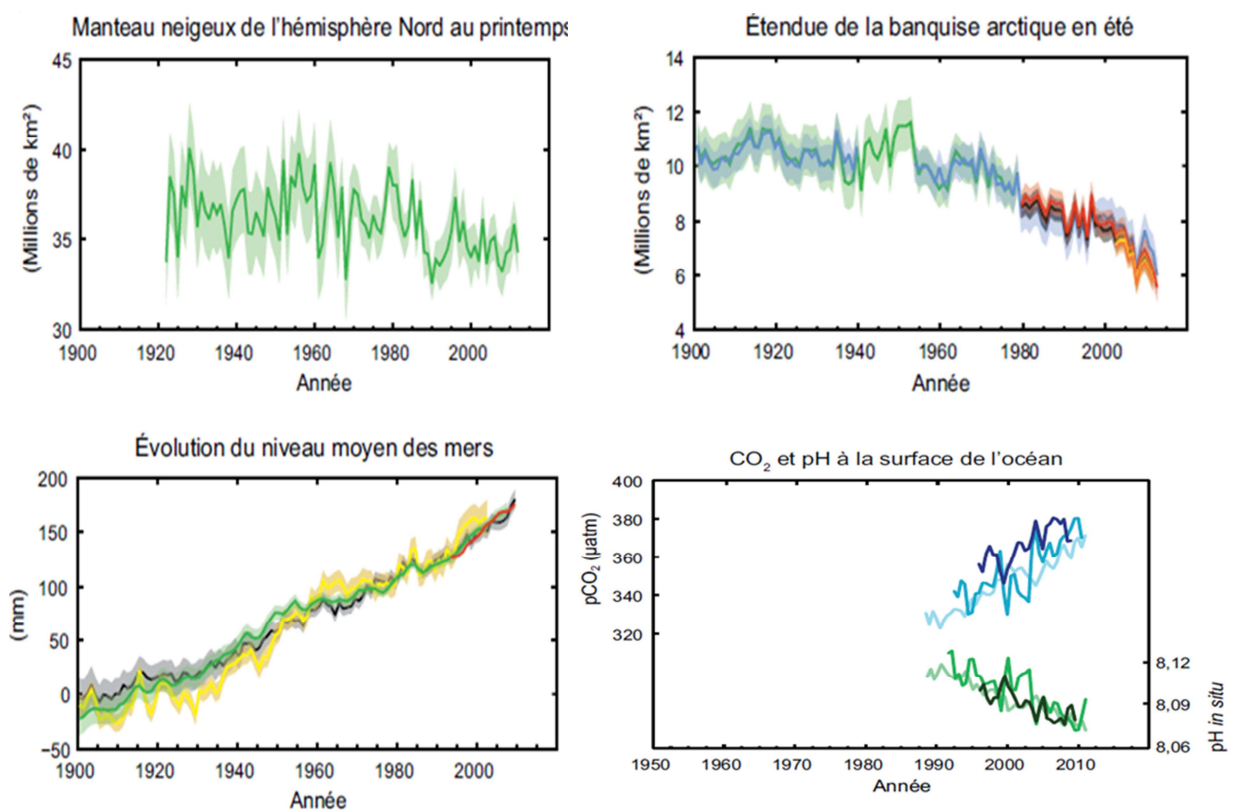 Manteau neigeux de l'hémisphère Nord au printemps
(Millions de km²)
45
40
35
30
1900 1920 1940 1960 1980 2000
Année
Étendue de la banquise arctique en été
(Millions de km²)
14
12
10
8
6
4
1900 1920 1940 1960 1980 2000
Année
Évolution du niveau moyen des mers
(mm)
200
150
100
50
0
−50
1900 1920 1940 1960 1980 2000
Année
CO₂ et pH à la surface de l'océan
pCO₂ (µatm)
400
380
360
340
320
8,12
8,09
8,06
pH in situ
1950 1960 1970 1980 1990 2000 2010
Année